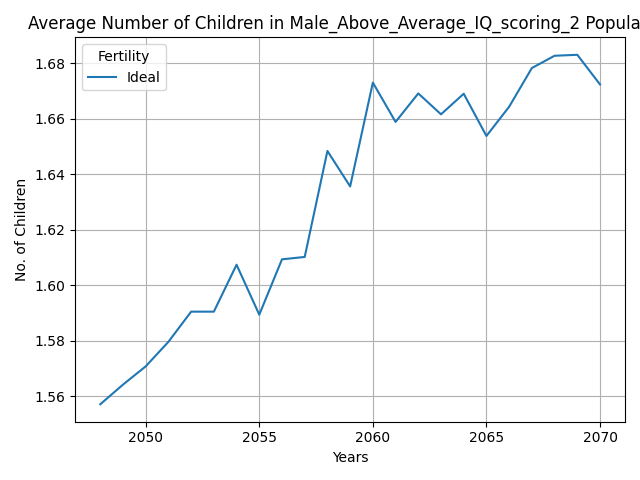 Average Number of Children in Male_Above_Average_IQ_scoring_2 Popula
Fertility
Ideal
No. of Children
1.68
1.66
1.64
1.62
1.60
1.58
1.56
2050 2055 2060 2065 2070
Years